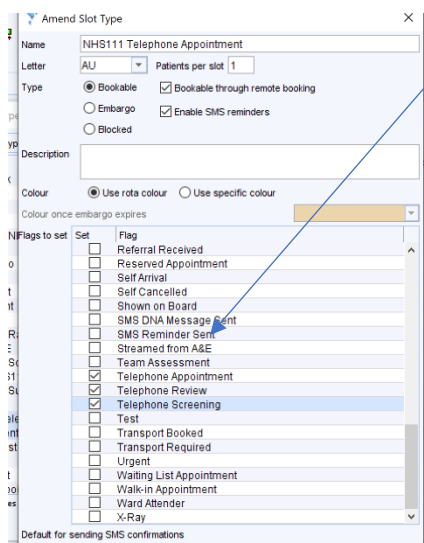 Amend Slot Type
Name NHS111 Telephone Appointment
Letter AU Patients per slot 1
Type Bookable Bookable through remote booking
Embargo Enable SMS reminders
Blocked
Description
Colour Use rota colour Use specific colour
Colour once embargo expires
Flags to set Set Flag
Referral Received
Reserved Appointment
Self Arrival
Self Cancelled
Shown on Board
SMS DNA Message Sent
SMS Reminder Sent
Streamed from A&E
Team Assessment
Telephone Appointment
Telephone Review
Telephone Screening
Test
Transport Booked
Transport Required
Urgent
Waiting List Appointment
Walk-in Appointment
Ward Attender
X-Ray
Default for sending SMS confirmations